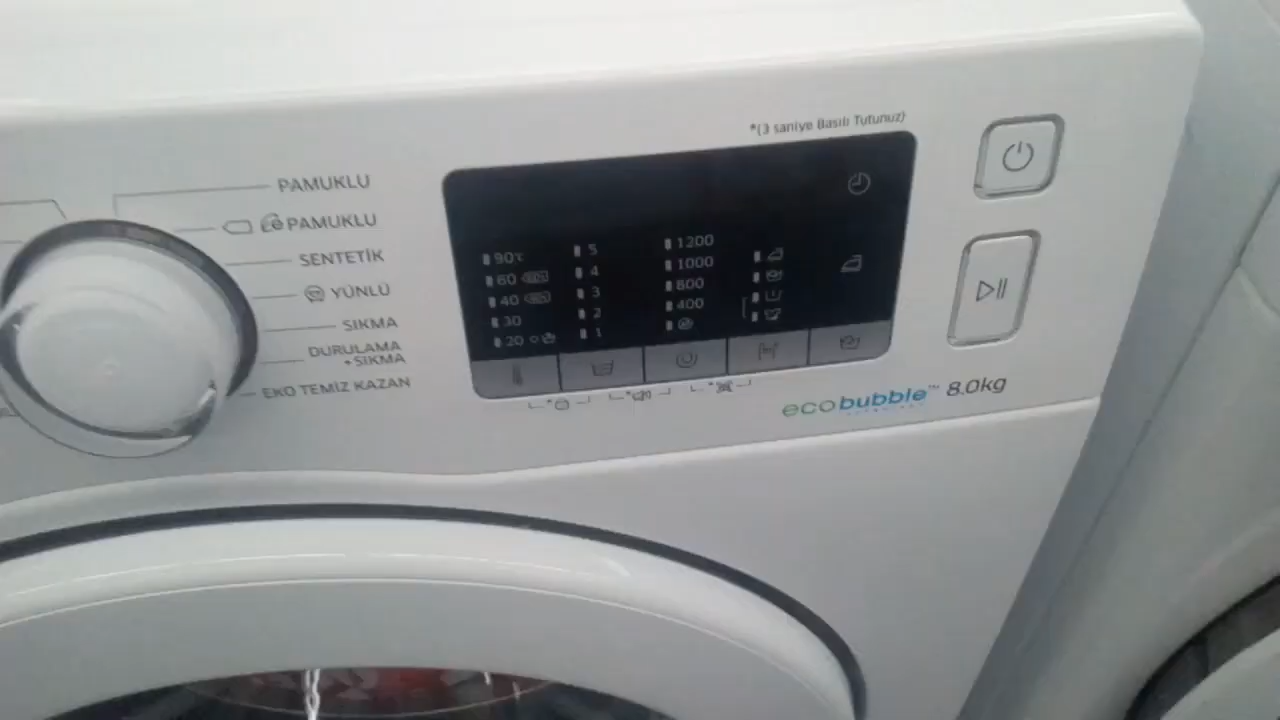 *(3 saniye Basılı Tutunuz)
PAMUKLU
e PAMUKLU
SENTETİK
YÜNLÜ
SIKMA
DURULAMA
+SIKMA
EKO TEMİZ KAZAN
90℃
60
40
30
20
5
4
3
2
1
1200
1000
800
400
ecobubble™ 8.0kg